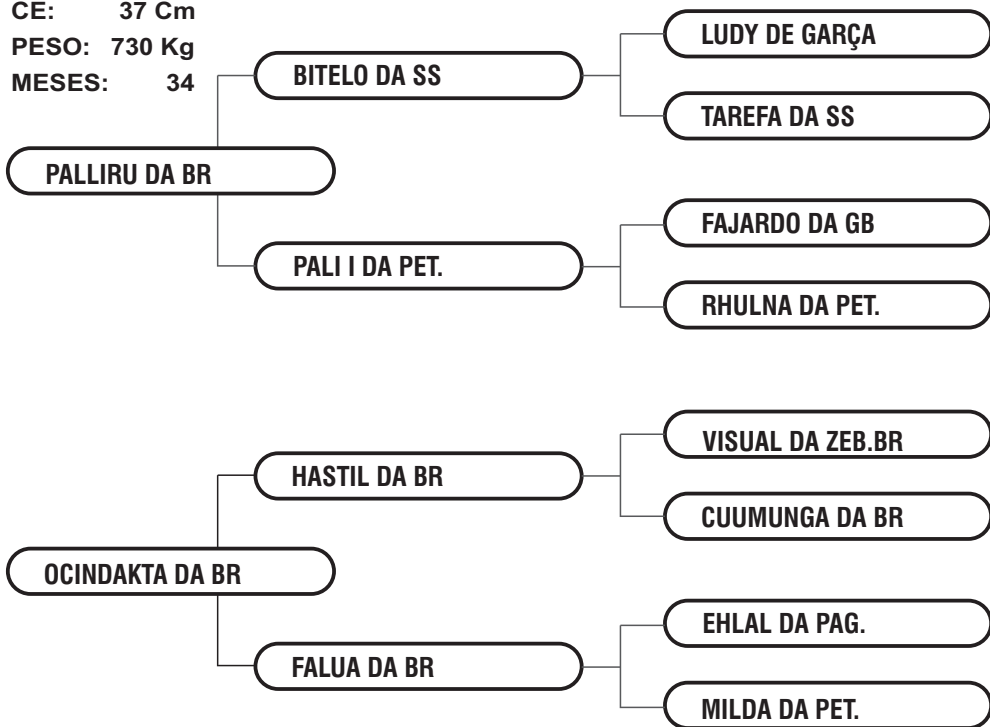 CE: 37 Cm
PESO: 730 Kg
MESES: 34
PALLIRU DA BR
BITELO DA SS
LUDY DE GARÇA
TAREFA DA SS
PALI I DA PET.
FAJARDO DA GB
RHULNA DA PET.
OCINDAKTA DA BR
HASTIL DA BR
VISUAL DA ZEB.BR
CUUMUNGA DA BR
FALUA DA BR
EHLAL DA PAG.
MILDA DA PET.